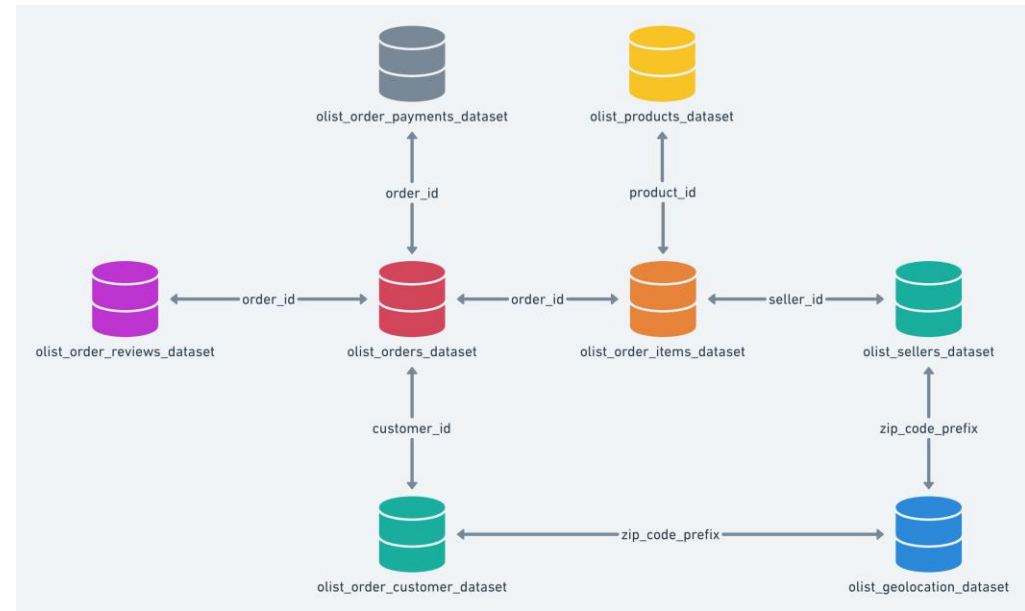 olist_order_payments_dataset
olist_products_dataset
order_id
product_id
order_id
order_id
seller_id
olist_order_reviews_dataset
olist_orders_dataset
olist_order_items_dataset
olist_sellers_dataset
customer_id
zip_code_prefix
zip_code_prefix
olist_order_customer_dataset
olist_geolocation_dataset